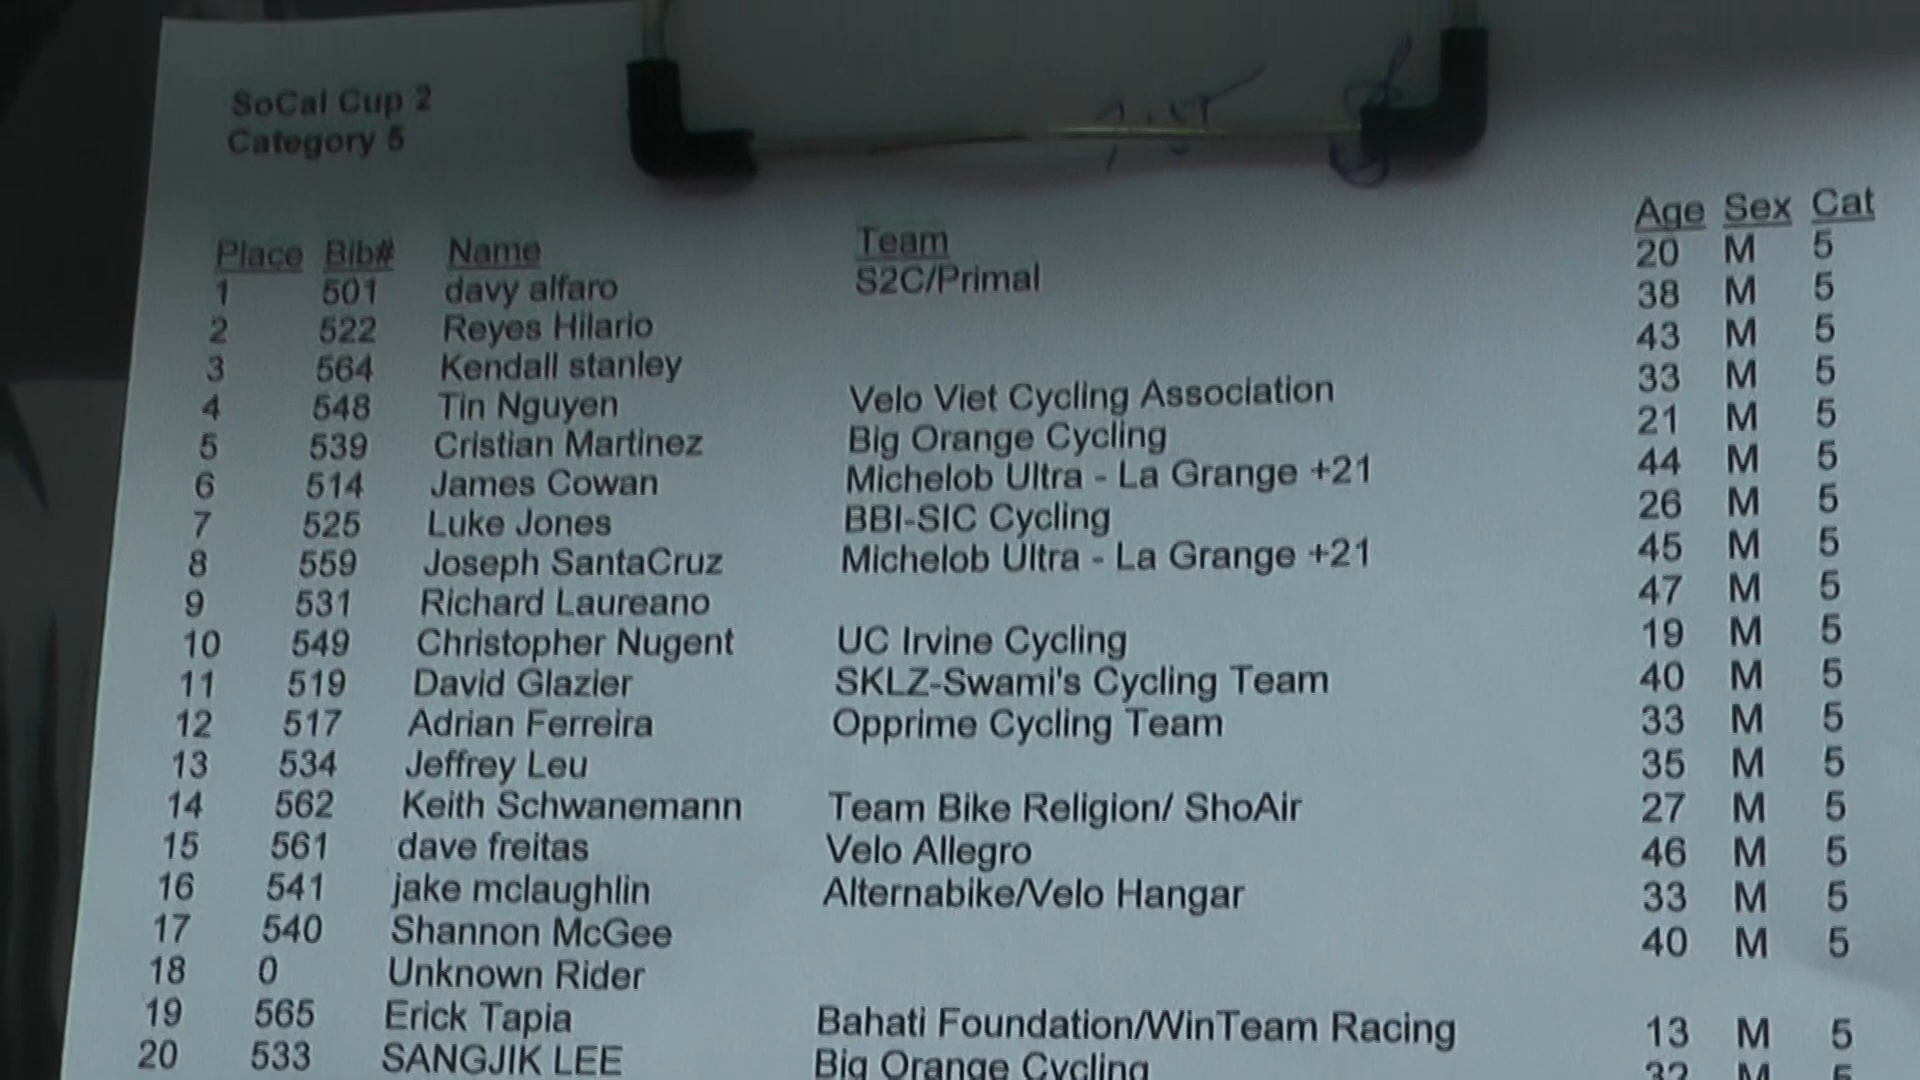 SoCal Cup 2
Category 5
Place Bib# Name Team Age Sex Cat
1 501 davy alfaro S2C/Primal 20 M 5
2 522 Reyes Hilario 38 M 5
3 564 Kendall stanley 43 M 5
4 548 Tin Nguyen Velo Viet Cycling Association 33 M 5
5 539 Cristian Martinez Big Orange Cycling 21 M 5
6 514 James Cowan Michelob Ultra - La Grange +21 44 M 5
7 525 Luke Jones BBI-SIC Cycling 26 M 5
8 559 Joseph SantaCruz Michelob Ultra - La Grange +21 45 M 5
9 531 Richard Laureano 47 M 5
10 549 Christopher Nugent UC Irvine Cycling 19 M 5
11 519 David Glazier SKLZ-Swami's Cycling Team 40 M 5
12 517 Adrian Ferreira Opprime Cycling Team 33 M 5
13 534 Jeffrey Leu 35 M 5
14 562 Keith Schwanemann Team Bike Religion/ ShoAir 27 M 5
15 561 dave freitas Velo Allegro 46 M 5
16 541 jake mclaughlin Alternabike/Velo Hangar 33 M 5
17 540 Shannon McGee 40 M 5
18 0 Unknown Rider
19 565 Erick Tapia Bahati Foundation/WinTeam Racing 13 M 5
20 533 SANGJIK LEE Big Orange Cycling 32 M 5